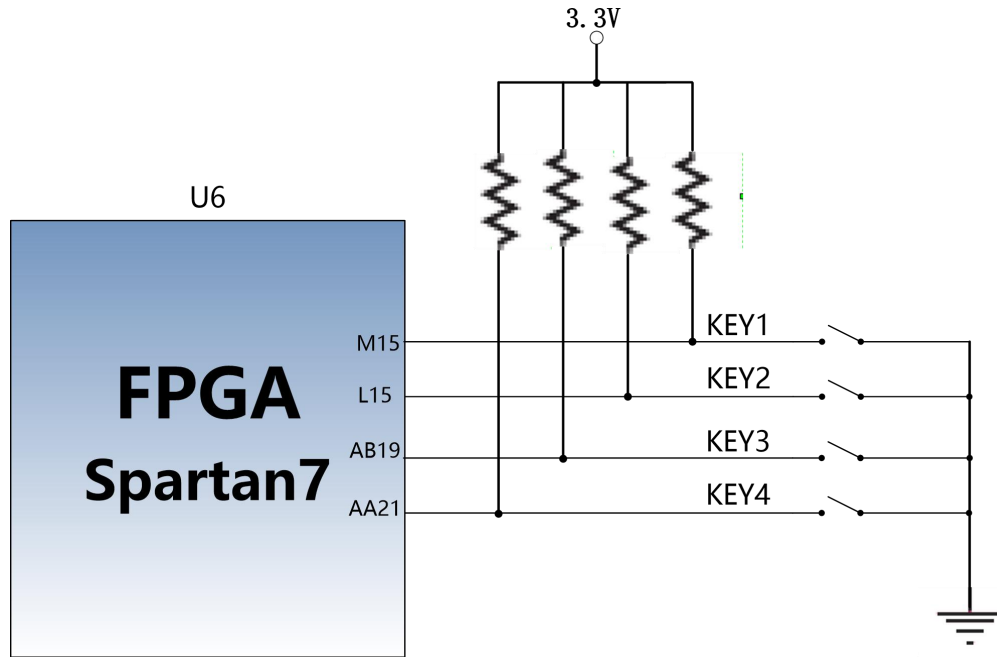 3.3V
U6
FPGA
Spartan7
M15
L15
AB19
AA21
KEY1
KEY2
KEY3
KEY4